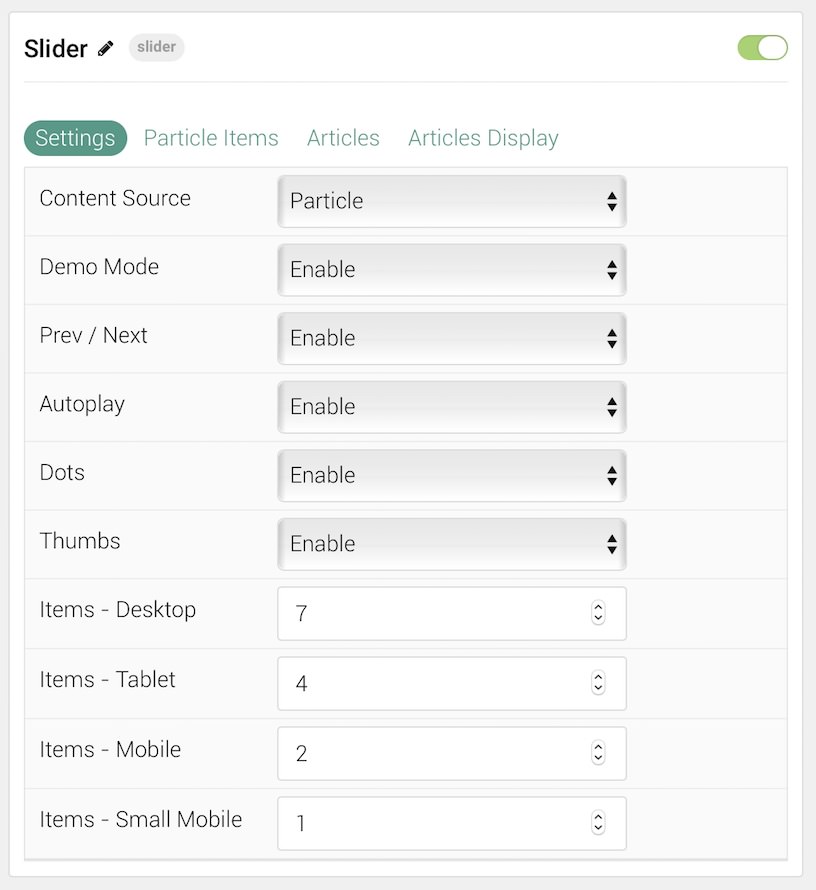 Slider slider
Settings Particle Items Articles Articles Display
Content Source Particle
Demo Mode Enable
Prev / Next Enable
Autoplay Enable
Dots Enable
Thumbs Enable
Items - Desktop 7
Items - Tablet 4
Items - Mobile 2
Items - Small Mobile 1